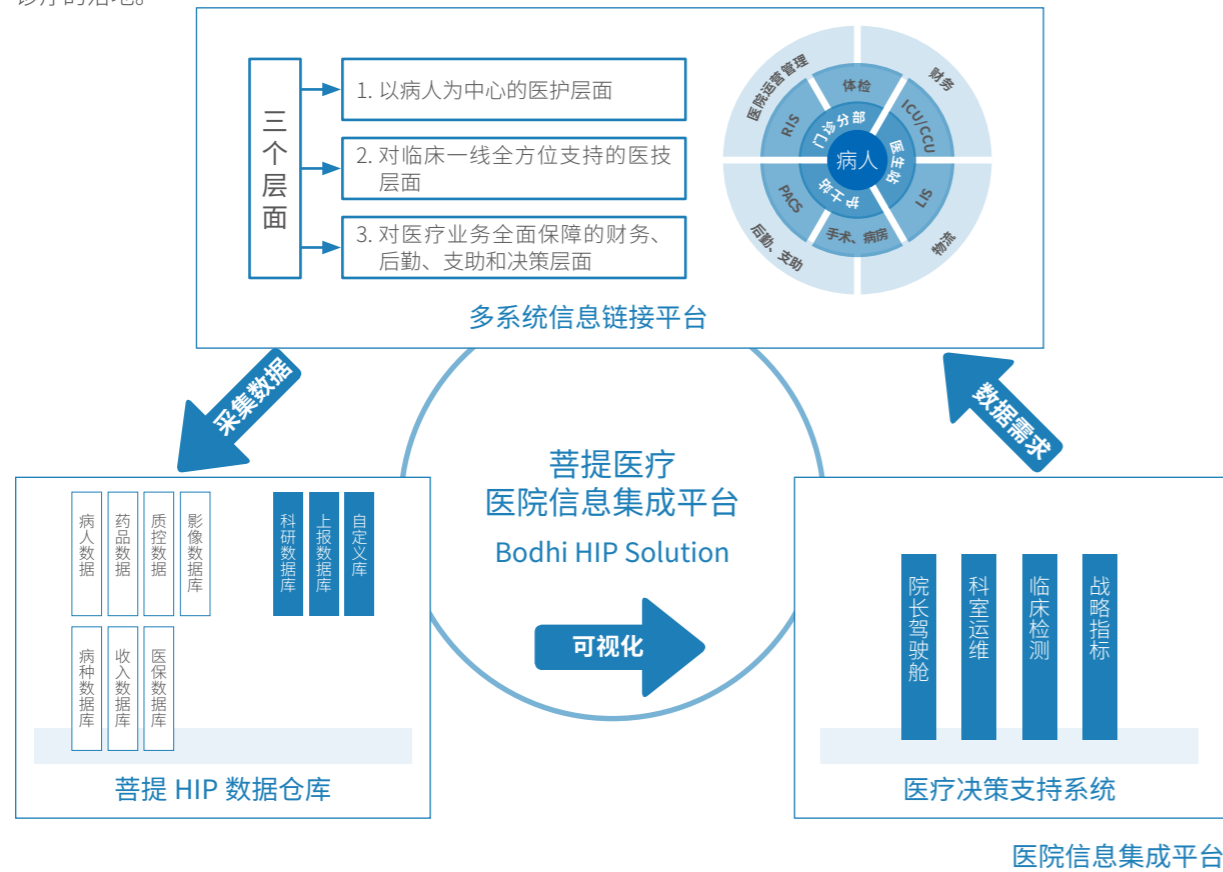 三个层面
1. 以病人为中心的医护层面
2. 对临床一线全方位支持的医技
层面
3. 对医疗业务全面保障的财务、
后勤、支助和决策层面
医院运营管理
财务
体检
RIS
ICU/CCU
门诊分部
病人
医生站
护士站
PACS
LIS
手术、病房
后勤、支助
物流
多系统信息链接平台
采集数据
数据需求
菩提医疗
医院信息集成平台
Bodhi HIP Solution
可视化
病人数据
药品数据
质控数据
影像数据库
科研数据库
上报数据库
自定义库
病种数据库
收入数据库
医保数据库
菩提 HIP 数据仓库
院长驾驶舱
科室运维
临床检测
战略指标
医疗决策支持系统
医院信息集成平台